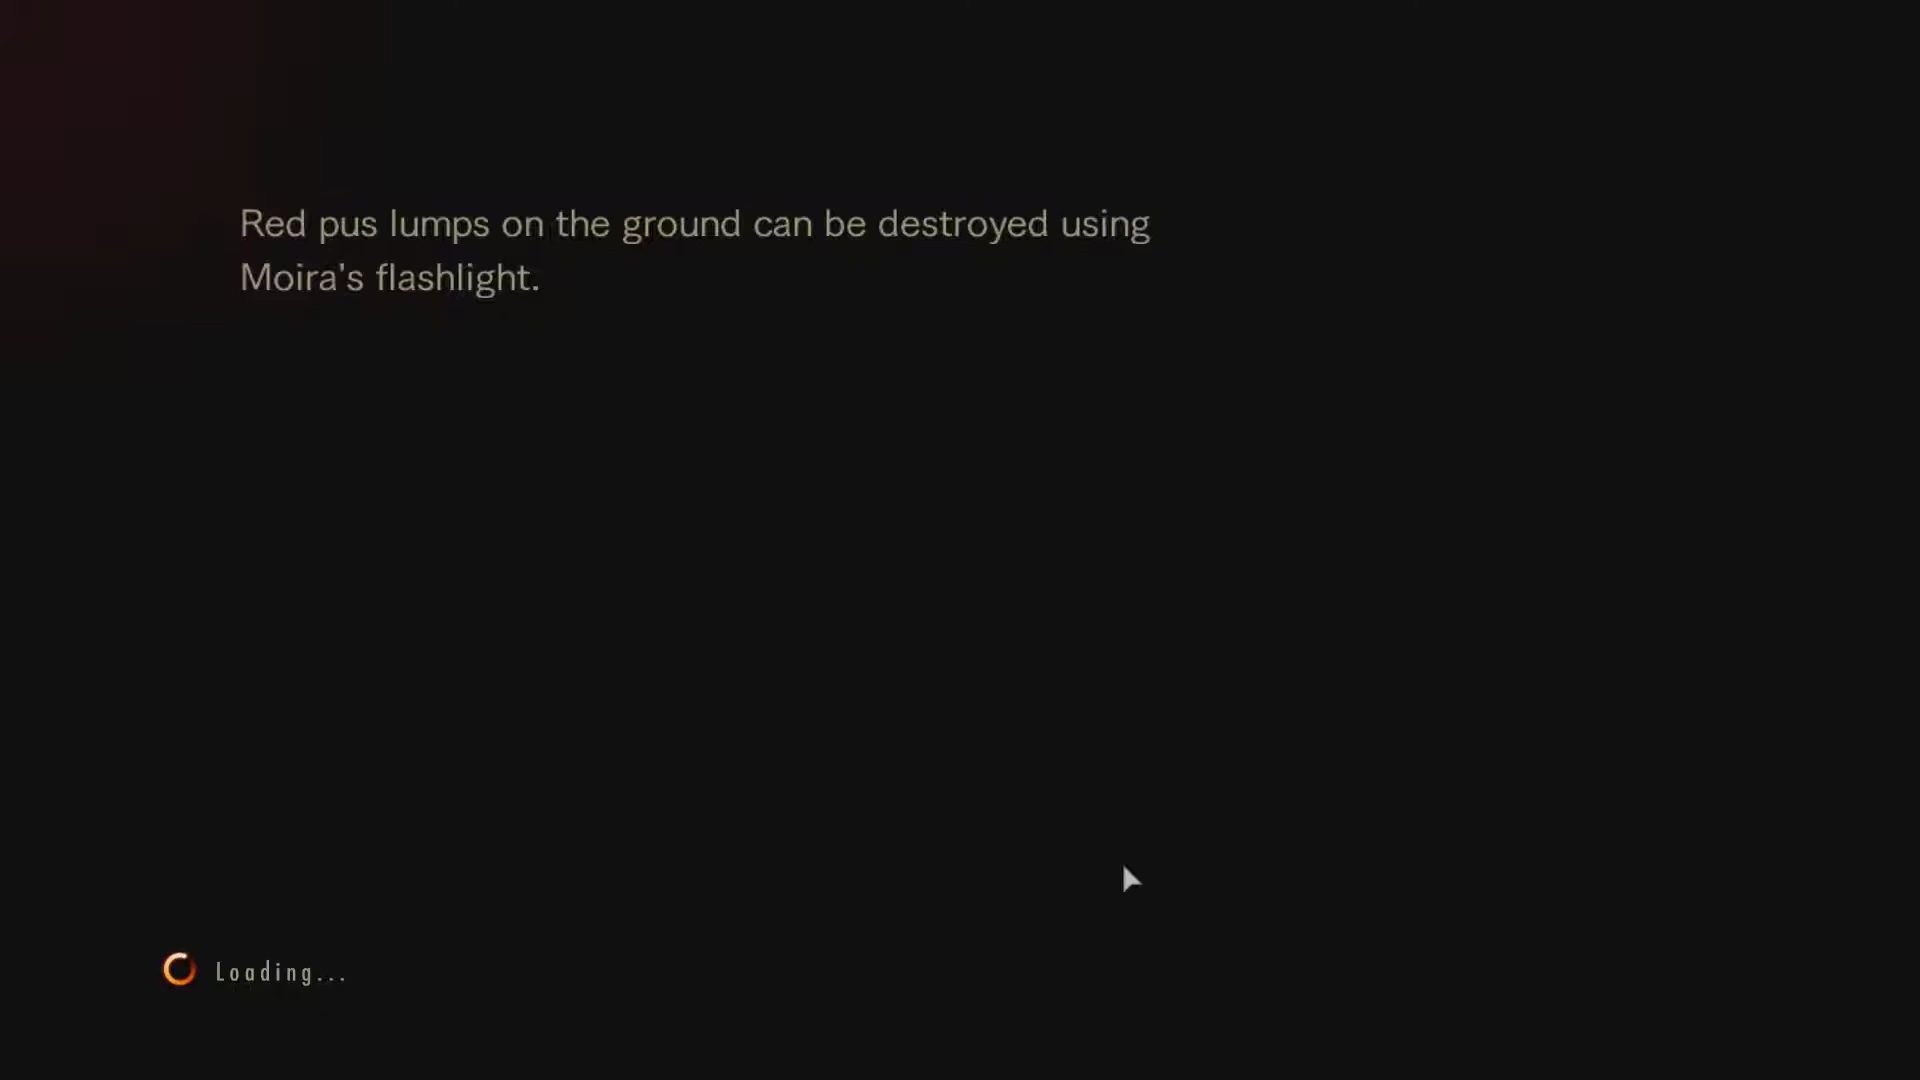 Red pus lumps on the ground can be destroyed using
Moira's flashlight.
Loading...